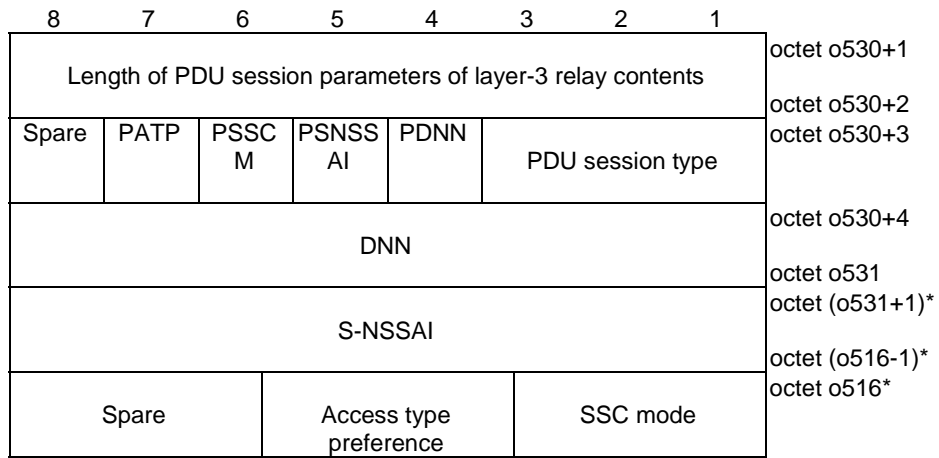 8 7 6 5 4 3 2 1
Length of PDU session parameters of layer-3 relay contents
octet o530+1
octet o530+2
Spare PATP PSSC PSNSS PDNN PDU session type octet o530+3
M AI
DNN
octet o530+4
octet o531
S-NSSAI
octet (o531+1)*
octet (o516-1)*
Spare Access type SSC mode octet o516*
preference